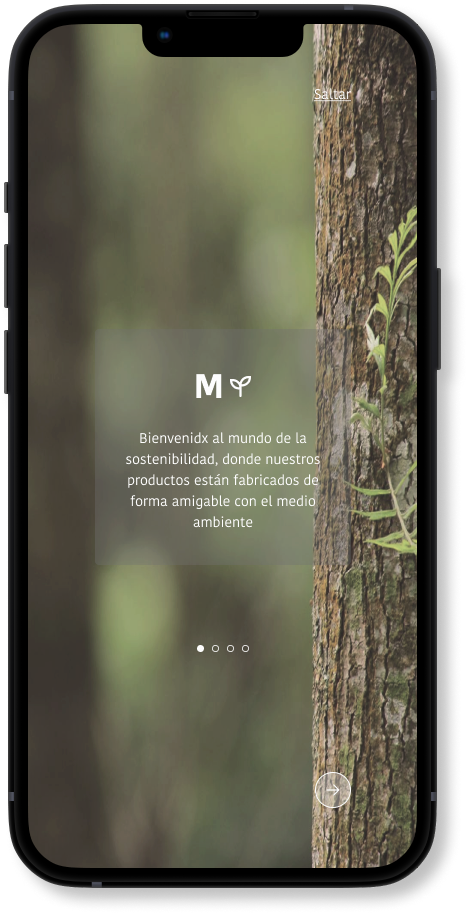 Saltar
M
Bienvenidx al mundo de la
sostenibilidad, donde nuestros
productos están fabricados de
forma amigable con el medio
ambiente